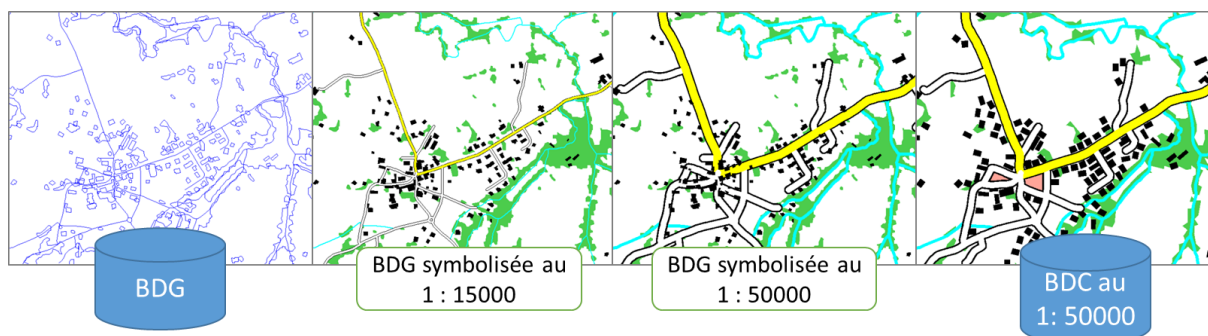 BDG
BDG symbolisée au
1 : 15000
BDG symbolisée au
1 : 50000
BDC au
1: 50000